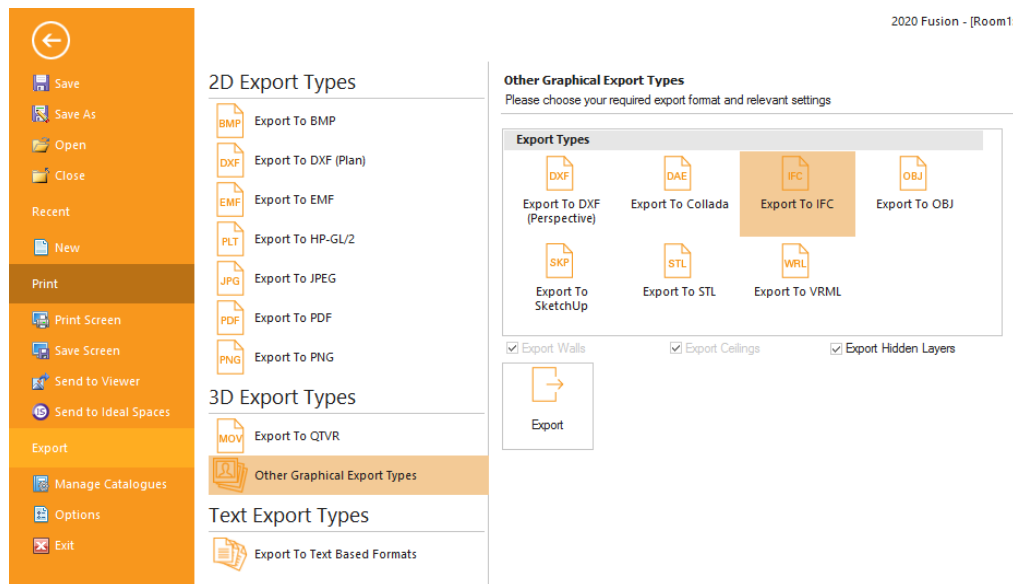 2020 Fusion - [Room1
Save
Save As
Open
Close
Recent
New
Print
Print Screen
Save Screen
Send to Viewer
IS
Send to Ideal Spaces
Export
Manage Catalogues
Options
Exit
2D Export Types
BMP
Export To BMP
DXF
Export To DXF (Plan)
EMF
Export To EMF
PLT
Export To HP-GL/2
JPG
Export To JPEG
PDF
Export To PDF
PNG
Export To PNG
3D Export Types
MOV
Export To QTVR
Other Graphical Export Types
Text Export Types
Export To Text Based Formats
Other Graphical Export Types
Please choose your required export format and relevant settings
Export Types
DXF
Export To DXF
(Perspective)
DAE
Export To Collada
IFC
Export To IFC
OBJ
Export To OBJ
SKP
Export To
SketchUp
STL
Export To STL
WRL
Export To VRML
Export Walls
Export Ceilings
Export Hidden Layers
Export